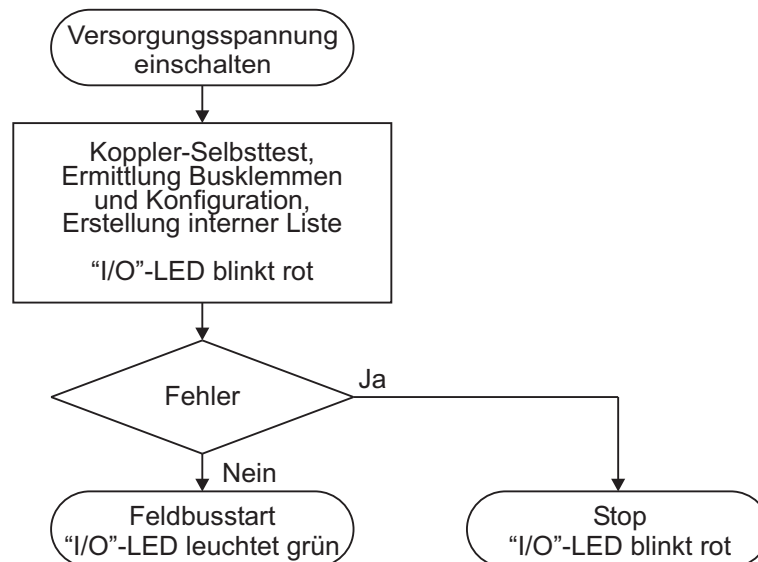 Versorgungsspannung
einschalten
Koppler-Selbsttest,
Ermittlung Busklemmen
und Konfiguration,
Erstellung interner Liste
“I/O”-LED blinkt rot
Fehler
Ja
Nein
Feldbusstart
“I/O”-LED leuchtet grün
Stop
“I/O”-LED blinkt rot